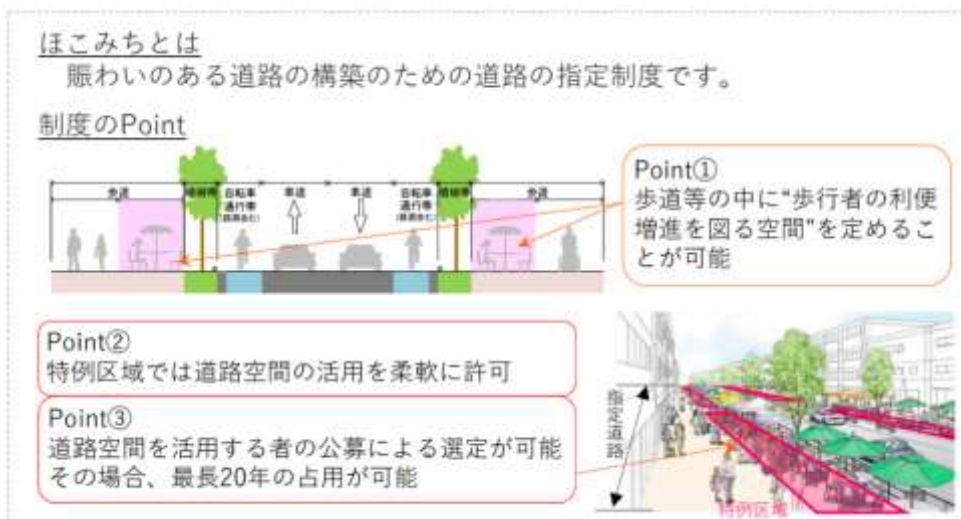 ほこみちとは
賑わいのある道路の構築のための道路の指定制度です。
制度のPoint
歩道
植樹帯
自転車
通行帯
車道
車道
自転車
通行帯
植樹帯
歩道
Point①
歩道等の中に“歩行者の利便
増進を図る空間”を定めるこ
とが可能
Point②
特例区域では道路空間の活用を柔軟に許可
Point③
道路空間を活用する者の公募による選定が可能
その場合、最長20年の占用が可能
指定道路
特例区域